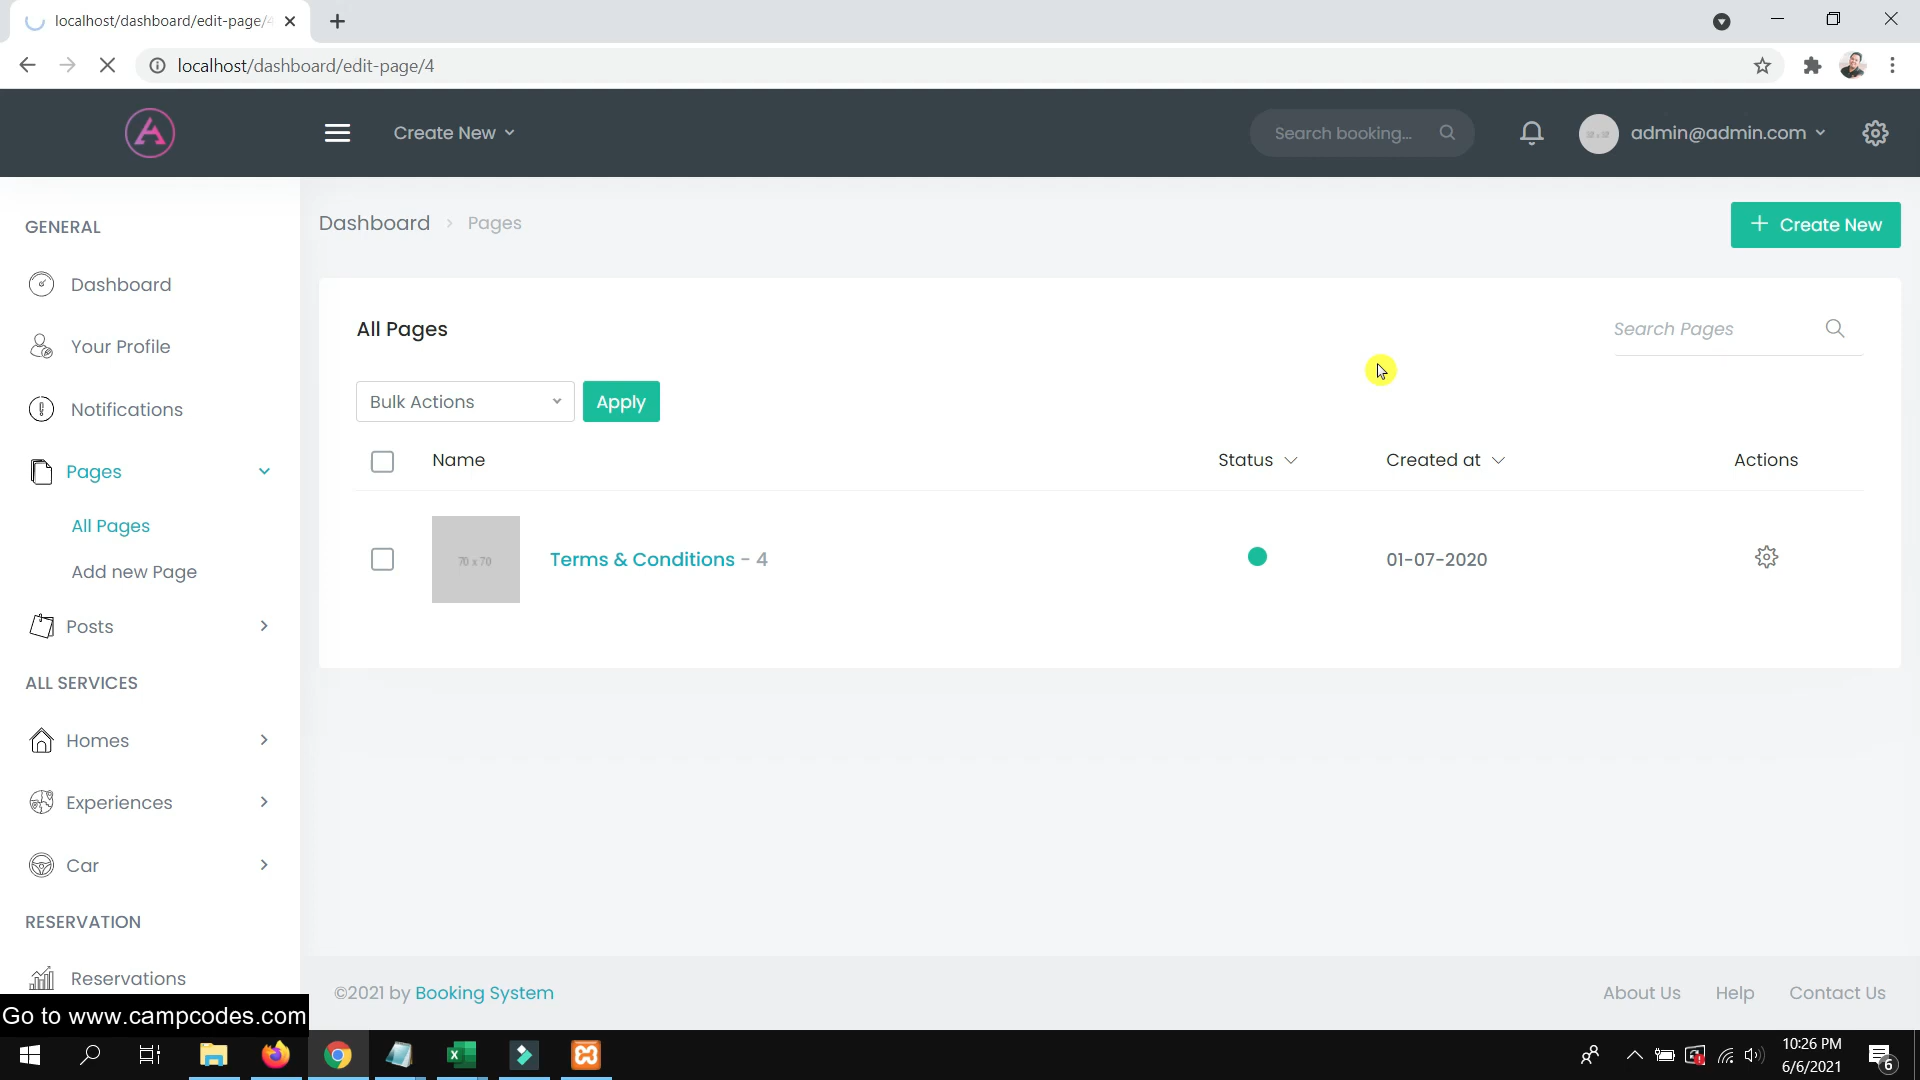 localhost/dashboard/edit-page/4
localhost/dashboard/edit-page/4
Create New
Search booking...
admin@admin.com
GENERAL
Dashboard
Your Profile
Notifications
Pages
All Pages
Add new Page
Posts
ALL SERVICES
Homes
Experiences
Car
RESERVATION
Reservations
Dashboard > Pages
+ Create New
All Pages
Search Pages
Bulk Actions
Apply
Name
Status
Created at
Actions
70 x 70
Terms & Conditions - 4
01-07-2020
©2021 by Booking System
About Us
Help
Contact Us
Go to www.campcodes.com
10:26 PM
6/6/2021
6